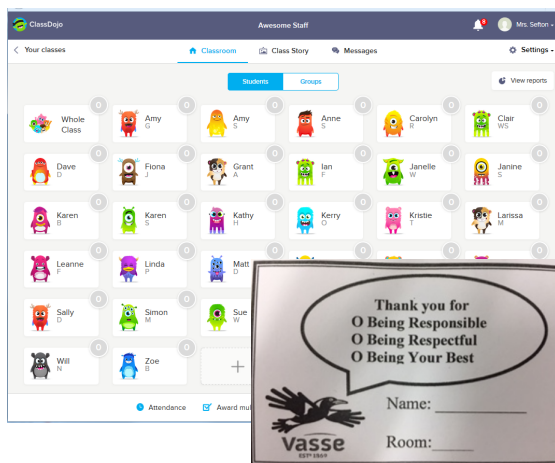 ClassDojo
Awesome Staff
8
Mrs. Sefton
Your classes
Classroom
Class Story
Messages
Settings
Students
Groups
View reports
Whole Class 0
Amy G 0
Amy S 0
Anne S 0
Carolyn R 0
Clair WS 0
Dave D 0
Fiona J 0
Grant A 0
Ian F 0
Janelle W 0
Janine S 0
Karen B 0
Karen S 0
Kathy H 0
Kerry O 0
Kristie T 0
Larissa M 0
Leanne F 0
Linda P 0
Matt D 0
0
0
0
Sally D 0
Simon M 0
Sue W
Will N 0
Zoe B 0
+
Attendance
Award mul
Thank you for
O Being Responsible
O Being Respectful
O Being Your Best
Name:
Room:
Vasse
EST 1869